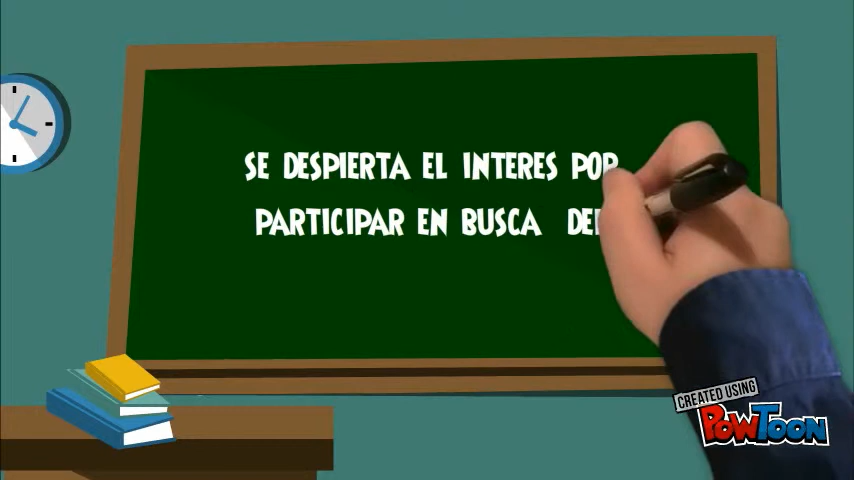 SE DESPIERTA EL INTERES POR
PARTICIPAR EN BUSCA
CREATED USING
POWTOON